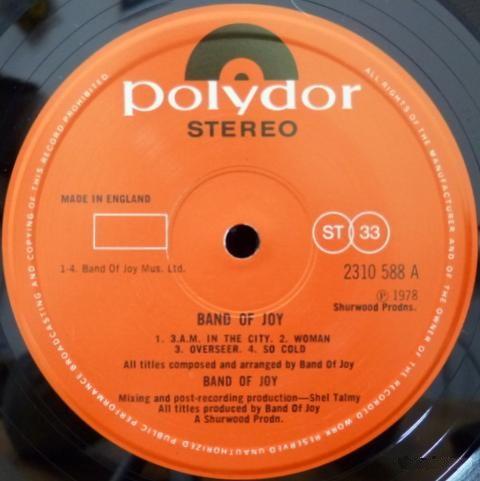 polydor
STEREO
ALL RIGHTS OF THE MANUFACTURER AND OF THE OWNER OF THE RECORDED WORK RESERVED UNAUTHORIZED PUBLIC PERFORMANCE BROADCASTING AND COPYING OF THIS RECORD PROHIBITED.
MADE IN ENGLAND
ST 33
1-4. Band Of Joy Mus. Ltd.
2310 588 A
℗ 1978
Shurwood Prodns.
BAND OF JOY
1. 3.A.M. IN THE CITY. 2. WOMAN
3. OVERSEER. 4. SO COLD
All titles composed and arranged by Band Of Joy
BAND OF JOY
Mixing and post-recording production—Shel Talmy
All titles produced by Band Of Joy
A Shurwood Prodn.